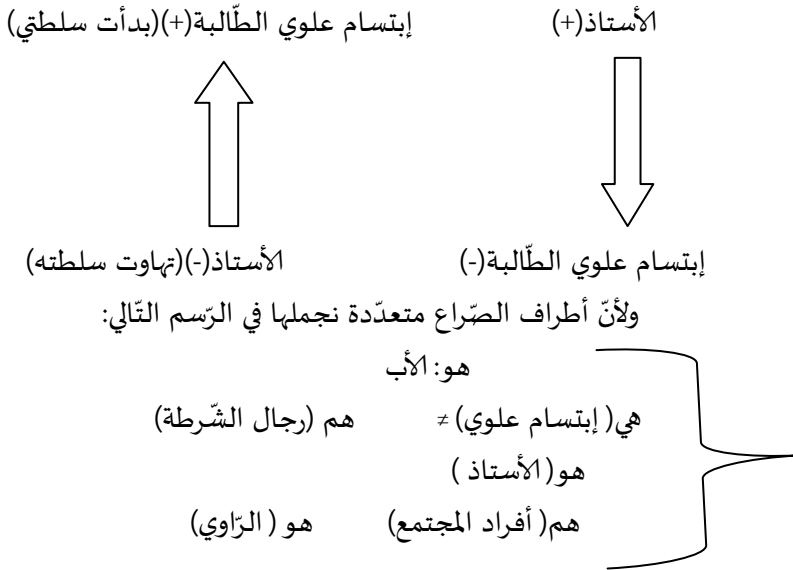 الأستاذ(+) إبتسام علوي الطّالبة(+)(بدأت سلطتي)
إبتسام علوي الطّالبة(-) الأستاذ(-)(تهاوت سلطته)
ولأنّ أطراف الصّراع متعدّدة نجملها في الرّسم التّالي:
هو: الأب
هي( إبتسام علوي) ≠ هم (رجال الشّرطة)
هو( الأستاذ )
هم( أفراد المجتمع) هو ( الرّاوي)